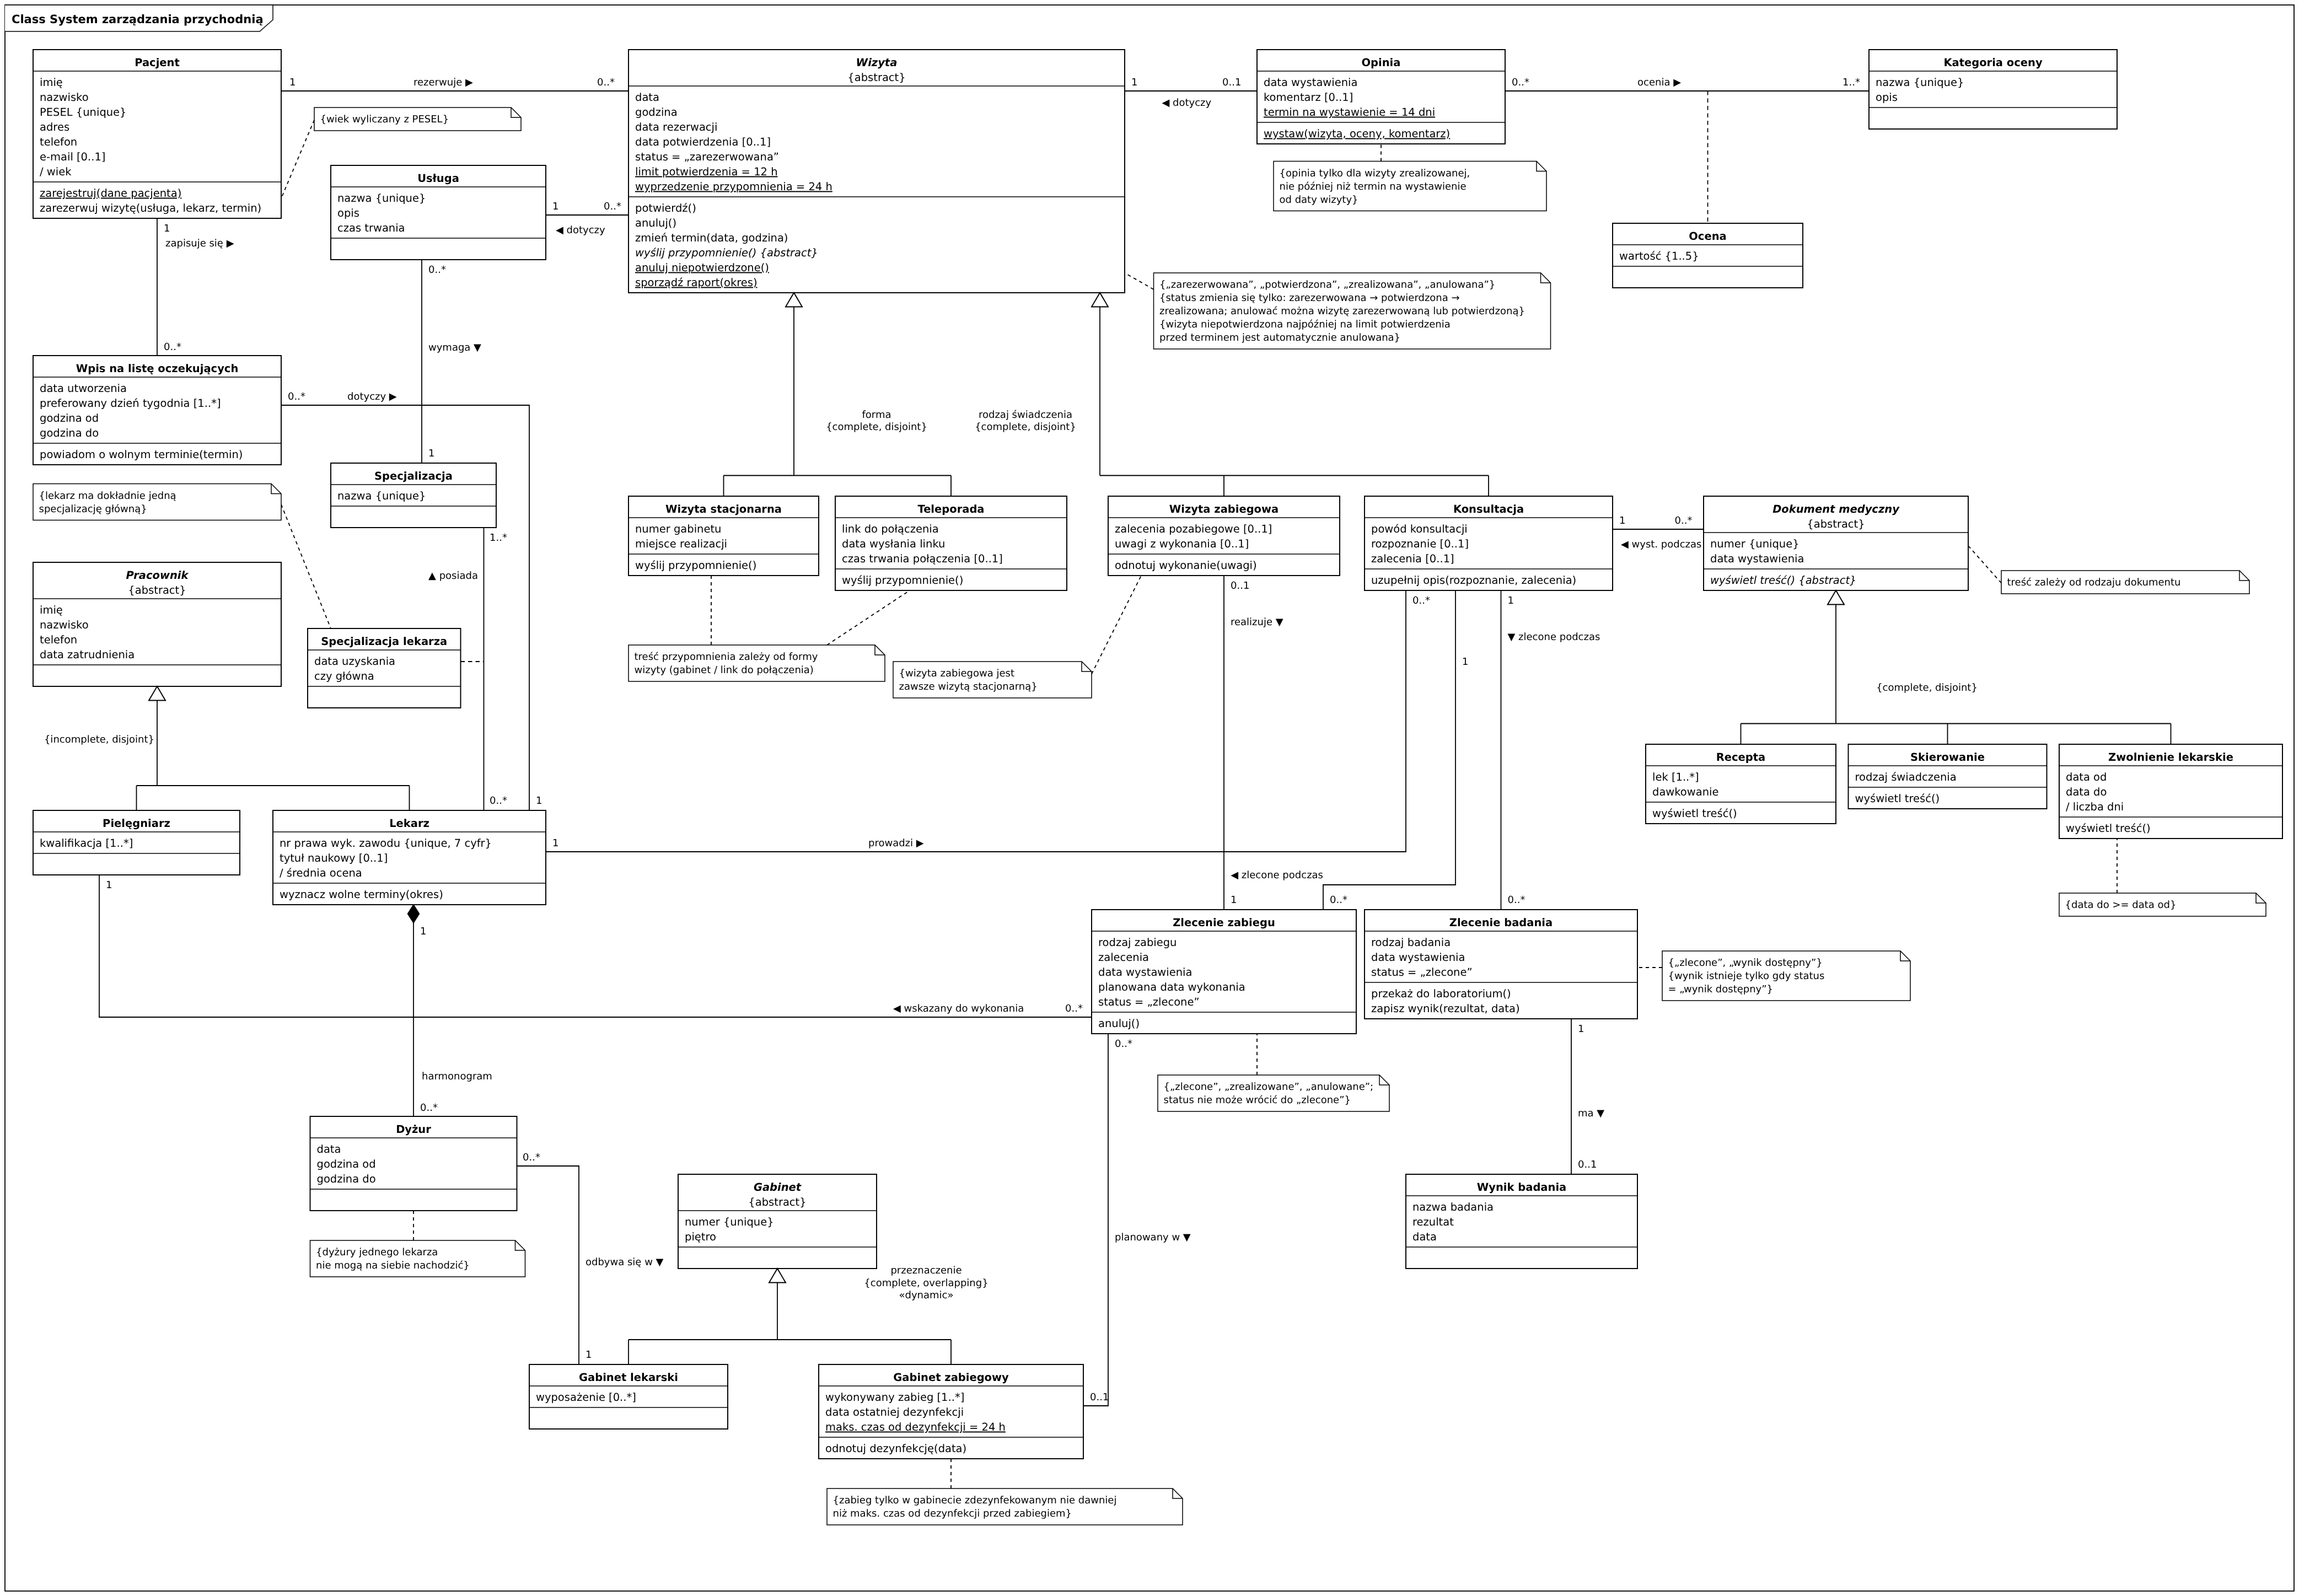 Class System zarządzania przychodnią
Pacjent
imię
nazwisko
PESEL {unique}
adres
telefon
e-mail [0..1]
/ wiek
zarejestruj(dane pacjenta)
zarezerwuj wizytę(usługa, lekarz, termin)
1
rezerwuje ▶
0..*
{wiek wyliczany z PESEL}
Wizyta
{abstract}
data
godzina
data rezerwacji
data potwierdzenia [0..1]
status = „zarezerwowana”
limit potwierdzenia = 12 h
wyprzedzenie przypomnienia = 24 h
potwierdź()
anuluj()
zmień termin(data, godzina)
wyślij przypomnienie() {abstract}
anuluj niepotwierdzone()
sporządź raport(okres)
1
0..1
◀ dotyczy
Opinia
data wystawienia
komentarz [0..1]
termin na wystawienie = 14 dni
wystaw(wizyta, oceny, komentarz)
0..*
ocenia ▶
1..*
Kategoria oceny
nazwa {unique}
opis
{opinia tylko dla wizyty zrealizowanej,
nie później niż termin na wystawienie
od daty wizyty}
Ocena
wartość {1..5}
Usługa
nazwa {unique}
opis
czas trwania
1
0..*
◀ dotyczy
{„zarezerwowana”, „potwierdzona”, „zrealizowana”, „anulowana”}
{status zmienia się tylko: zarezerwowana → potwierdzona →
zrealizowana; anulować można wizytę zarezerwowaną lub potwierdzoną}
{wizyta niepotwierdzona najpóźniej na limit potwierdzenia
przed terminem jest automatycznie anulowana}
1
zapisuje się ▶
0..*
0..*
wymaga ▼
1
Wpis na listę oczekujących
data utworzenia
preferowany dzień tygodnia [1..*]
godzina od
godzina do
powiadom o wolnym terminie(termin)
0..*
dotyczy ▶
1
Specjalizacja
nazwa {unique}
{lekarz ma dokładnie jedną
specjalizację główną}
1..*
▲ posiada
0..*
forma
{complete, disjoint}
rodzaj świadczenia
{complete, disjoint}
Wizyta stacjonarna
numer gabinetu
miejsce realizacji
wyślij przypomnienie()
Teleporada
link do połączenia
data wysłania linku
czas trwania połączenia [0..1]
wyślij przypomnienie()
Wizyta zabiegowa
zalecenia pozabiegowe [0..1]
uwagi z wykonania [0..1]
odnotuj wykonanie(uwagi)
Konsultacja
powód konsultacji
rozpoznanie [0..1]
zalecenia [0..1]
uzupełnij opis(rozpoznanie, zalecenia)
1
0..*
◀ wyst. podczas
Dokument medyczny
{abstract}
numer {unique}
data wystawienia
wyświetl treść() {abstract}
treść zależy od rodzaju dokumentu
Pracownik
{abstract}
imię
nazwisko
telefon
data zatrudnienia
Specjalizacja lekarza
data uzyskania
czy główna
treść przypomnienia zależy od formy
wizyty (gabinet / link do połączenia)
{wizyta zabiegowa jest
zawsze wizytą stacjonarną}
0..1
realizuje ▼
1
0..*
1
1
▼ zlecone podczas
0..*
{complete, disjoint}
{incomplete, disjoint}
Recepta
lek [1..*]
dawkowanie
wyświetl treść()
Skierowanie
rodzaj świadczenia
wyświetl treść()
Zwolnienie lekarskie
data od
data do
/ liczba dni
wyświetl treść()
{data do >= data od}
Pielęgniarz
kwalifikacja [1..*]
1
Lekarz
nr prawa wyk. zawodu {unique, 7 cyfr}
tytuł naukowy [0..1]
/ średnia ocena
wyznacz wolne terminy(okres)
1
prowadzi ▶
◀ zlecone podczas
0..*
1
harmonogram
0..*
Zlecenie zabiegu
rodzaj zabiegu
zalecenia
data wystawienia
planowana data wykonania
status = „zlecone”
anuluj()
◀ wskazany do wykonania
0..*
Zlecenie badania
rodzaj badania
data wystawienia
status = „zlecone”
przekaż do laboratorium()
zapisz wynik(rezultat, data)
{„zlecone”, „wynik dostępny”}
{wynik istnieje tylko gdy status
= „wynik dostępny”}
0..*
planowany w ▼
0..1
{„zlecone”, „zrealizowane”, „anulowane”;
status nie może wrócić do „zlecone”}
1
ma ▼
0..1
Dyżur
data
godzina od
godzina do
0..*
odbywa się w ▼
1
{dyżury jednego lekarza
nie mogą na siebie nachodzić}
Gabinet
{abstract}
numer {unique}
piętro
przeznaczenie
{complete, overlapping}
«dynamic»
Wynik badania
nazwa badania
rezultat
data
Gabinet lekarski
wyposażenie [0..*]
Gabinet zabiegowy
wykonywany zabieg [1..*]
data ostatniej dezynfekcji
maks. czas od dezynfekcji = 24 h
odnotuj dezynfekcję(data)
{zabieg tylko w gabinecie zdezynfekowanym nie dawniej
niż maks. czas od dezynfekcji przed zabiegiem}